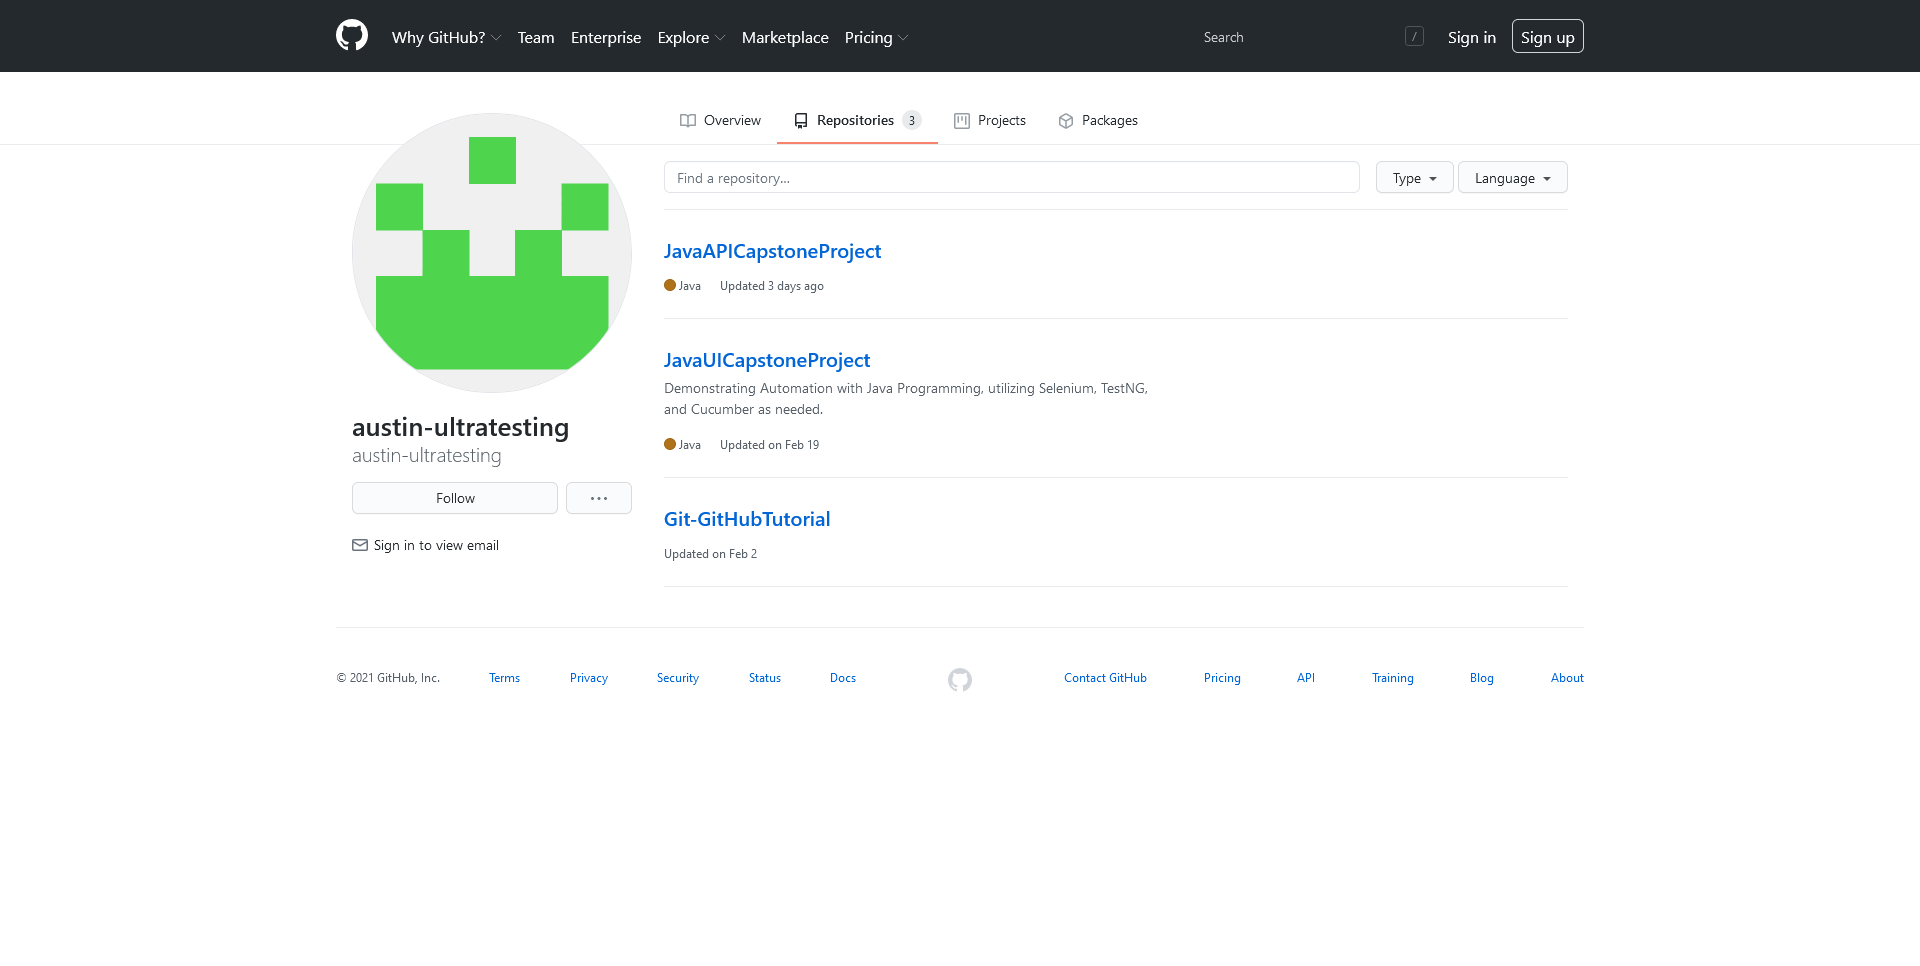 Why GitHub? Team Enterprise Explore Marketplace Pricing Search / Sign in Sign up
Overview Repositories 3 Projects Packages
Find a repository... Type Language
JavaAPICapstoneProject
Java Updated 3 days ago
JavaUICapstoneProject
Demonstrating Automation with Java Programming, utilizing Selenium, TestNG,
and Cucumber as needed.
Java Updated on Feb 19
Git-GitHubTutorial
Updated on Feb 2
austin-ultratesting
austin-ultratesting
Follow
Sign in to view email
© 2021 GitHub, Inc. Terms Privacy Security Status Docs Contact GitHub Pricing API Training Blog About